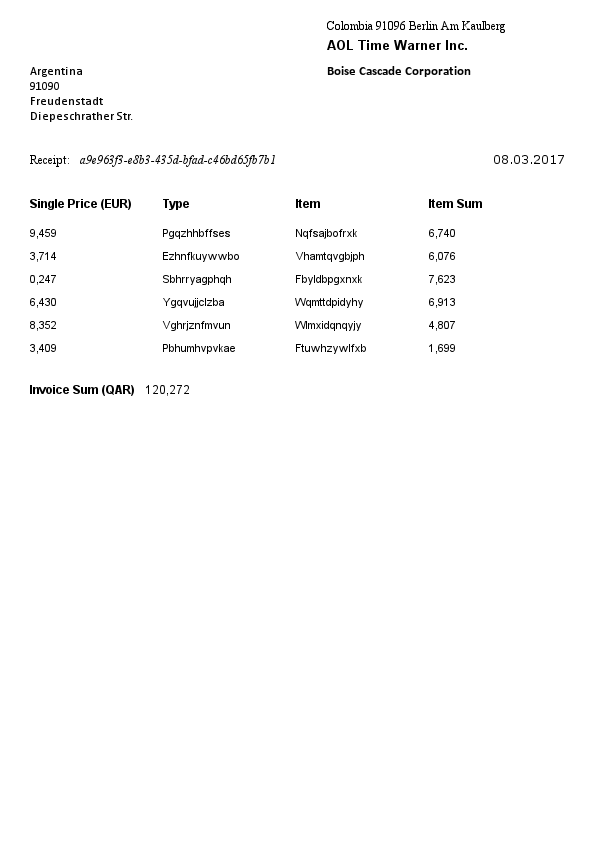 Colombia 91096 Berlin Am Kaulberg
AOL Time Warner Inc.
Argentina
Boise Cascade Corporation
91090
Freudenstadt
Diepeschrather Str.
Receipt: a9e963f3-e8b3-435d-bfad-c46bd65fb7b1 08.03.2017
Single Price (EUR) Type Item Item Sum
9,459 Pgqzhhbffses Nqfsajbofrxk 6,740
3,714 Ezhnfkuywwbo Vhamtqvgbjph 6,076
0,247 Sbhrryagphqh Fbyldbpgxnxk 7,623
6,430 Ygqvujjclzba Wqmttdpidyhy 6,913
8,352 Vghrjznfmvun Wlmxidqnqyjy 4,807
3,409 Pbhumhvpvkae Ftuwhzywlfxb 1,699
Invoice Sum (QAR) 120,272